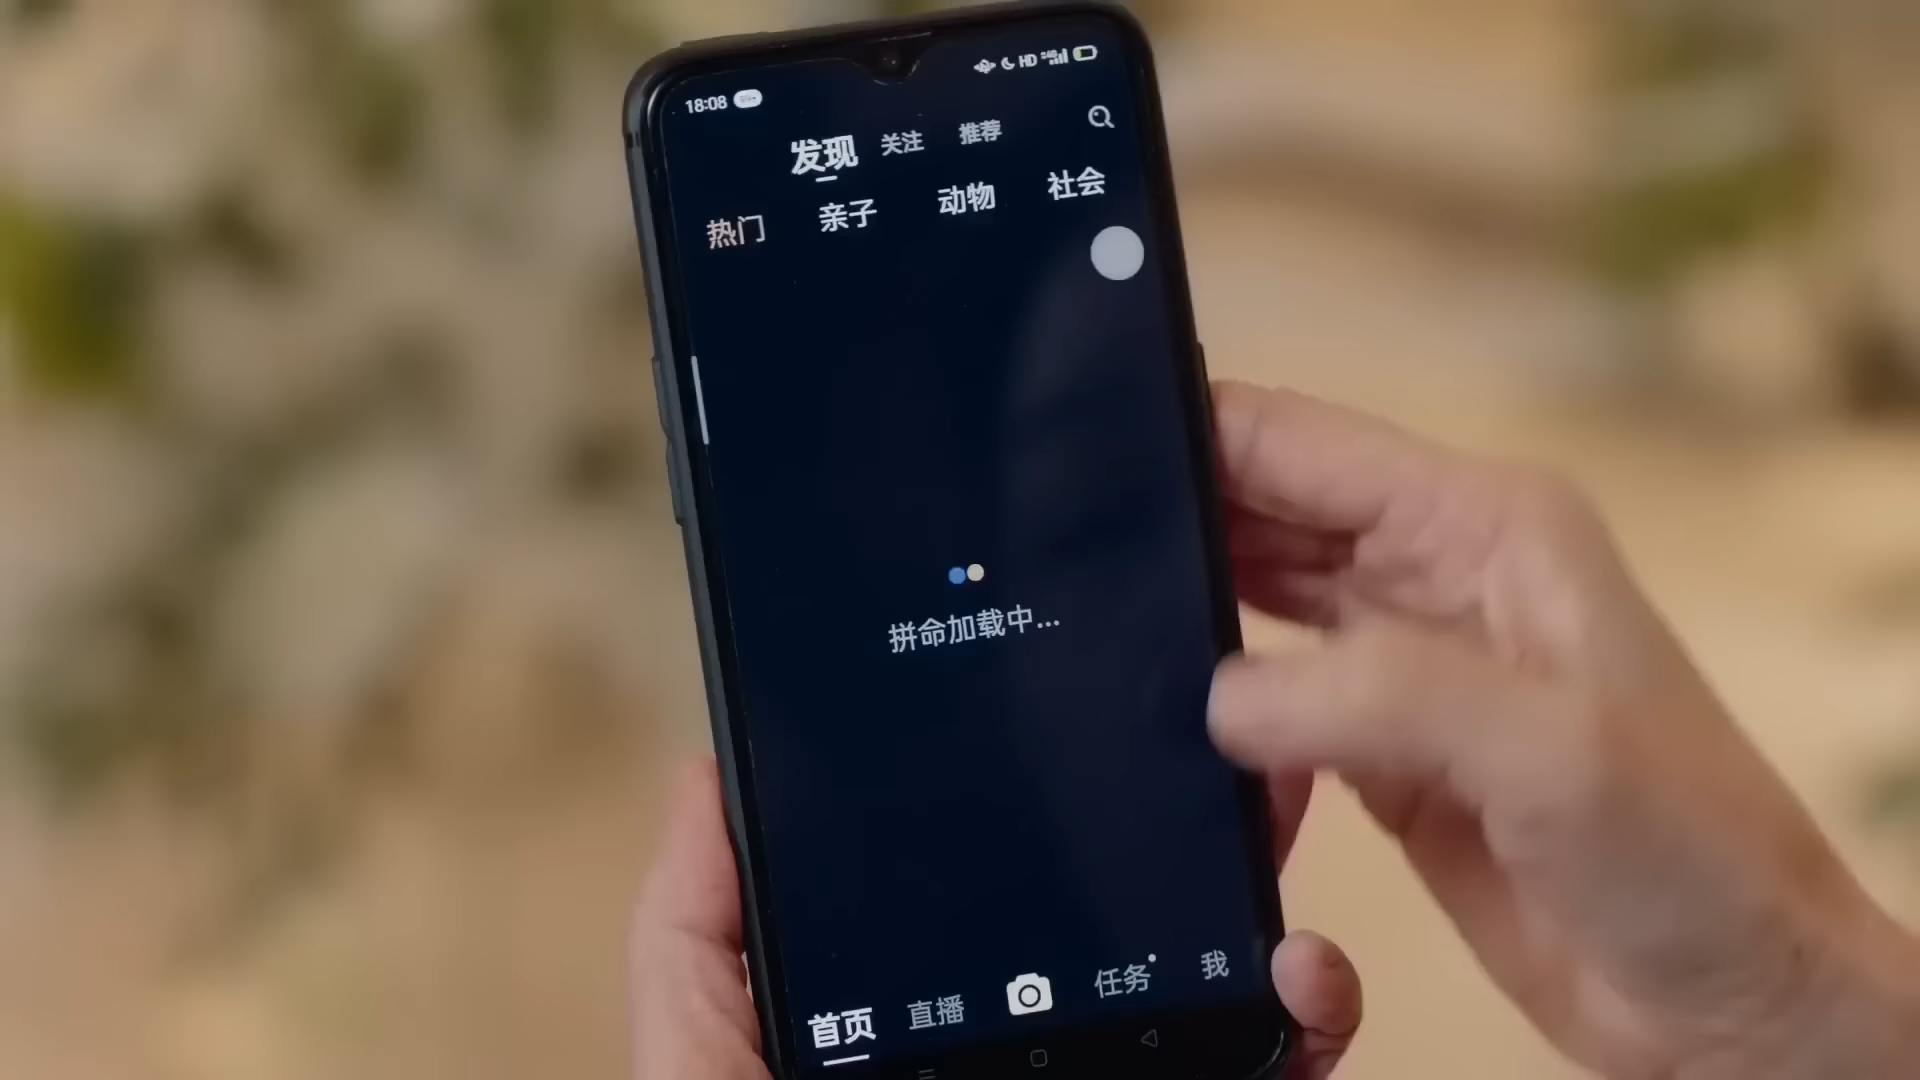 18:08 HD
发现 关注 推荐
热门 亲子 动物 社会
拼命加载中...
首页 直播 任务 我